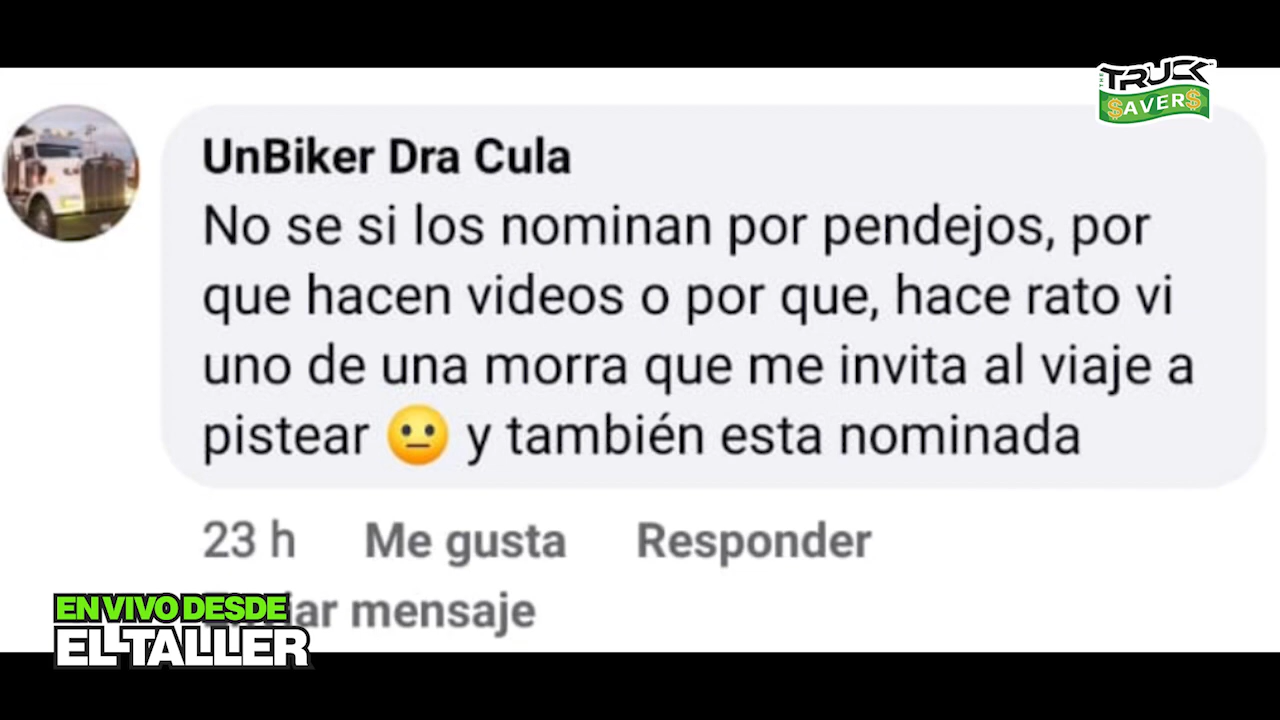 THE TRUCK
$AVER$
UnBiker Dra Cula
No se si los nominan por pendejos, por
que hacen videos o por que, hace rato vi
uno de una morra que me invita al viaje a
pistear 😐 y también esta nominada
23 h Me gusta Responder
ar mensaje
EN VIVO DESDE
EL TALLER